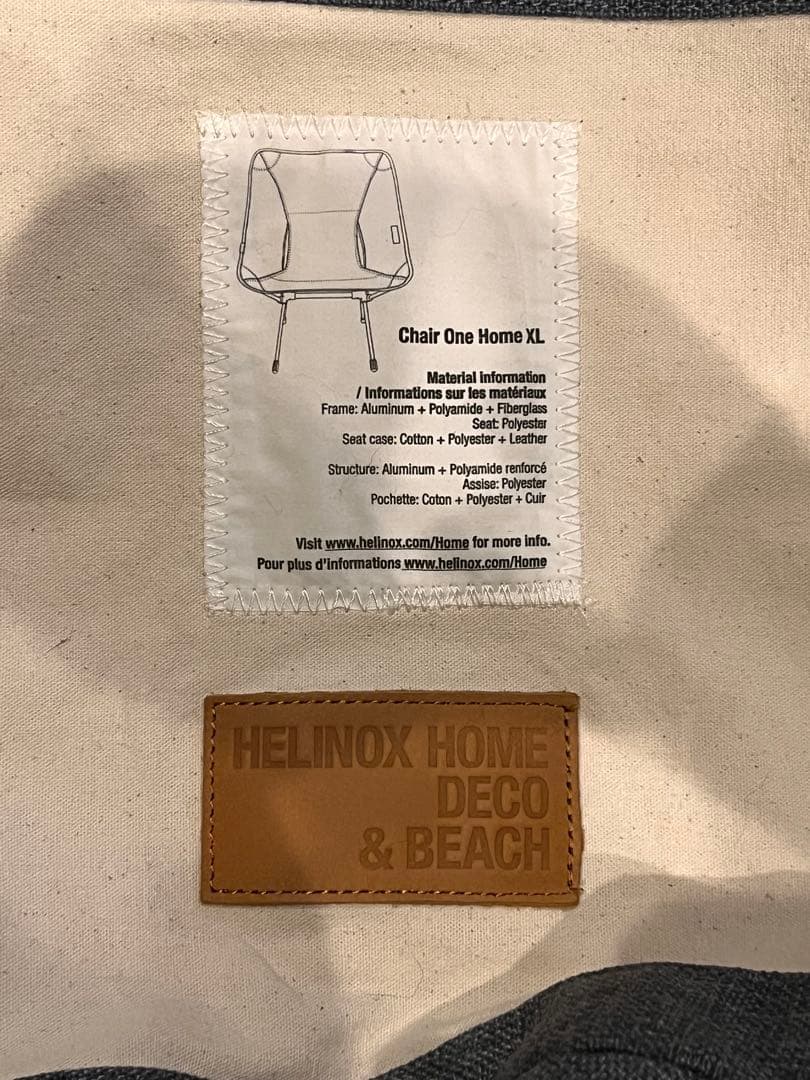 Chair One Home XL
Material information
/ Informations sur les matériaux
Frame: Aluminum + Polyamide + Fiberglass
Seat: Polyester
Seat case: Cotton + Polyester + Leather
Structure: Aluminum + Polyamide renforcé
Assise: Polyester
Pochette: Coton + Polyester + Cuir
Visit www.helinox.com/Home for more info.
Pour plus d'informations www.helinox.com/Home
HELINOX HOME
DECO
& BEACH